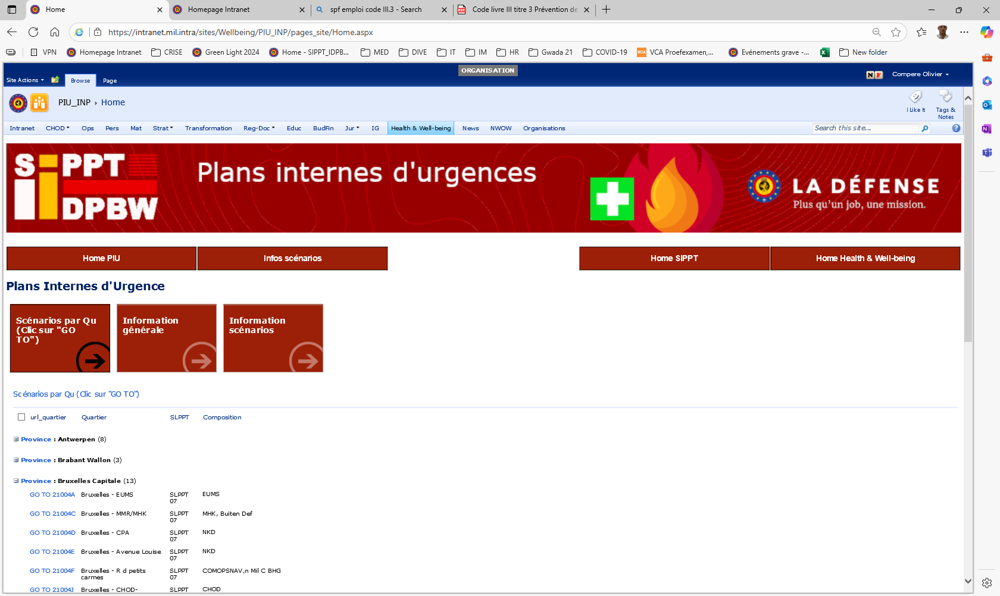 Home
Homepage Intranet
spf emploi code III.3 - Search
Code livre III titre 3 Prévention de
https://intranet.mil.intra/sites/Wellbeing/PIU_INP/pages_site/Home.aspx
VPN
Homepage Intranet
CRISE
Green Light 2024
Home - SIPPT_IDPB...
MED
DIVE
IT
IM
HR
Gwada 21
COVID-19
VCA VCA Proefexamen,...
Evénements grave -...
New folder
ORGANISATION
Site Actions
Browse
Page
N F
Compere Olivier
PIU_INP Home
I Like It
Tags & Notes
Intranet
CHOD
Ops
Pers
Mat
Strat
Transformation
Reg-Doc
Educ
BudFin
Jur
IG
Health & Well-being
News
NWOW
Organisations
Search this site...
SIPPT
IDPBW
Plans internes d'urgences
LA DÉFENSE
Plus qu'un job, une mission.
Home PIU
Infos scénarios
Home SIPPT
Home Health & Well-being
Plans Internes d'Urgence
Scénarios par Qu
(Clic sur "GO
TO")
Information
générale
Information
scénarios
Scénarios par Qu (Clic sur "GO TO")
url_quartier Quartier SLPPT Composition
Province : Antwerpen (8)
Province : Brabant Wallon (3)
Province : Bruxelles Capitale (13)
GO TO 21004A Bruxelles - EUMS SLPPT 07 EUMS
GO TO 21004C Bruxelles - MMR/MHK SLPPT 07 MHK, Buiten Def
GO TO 21004D Bruxelles - CPA SLPPT 07 NKD
GO TO 21004E Bruxelles - Avenue Louise SLPPT 07 NKD
GO TO 21004F Bruxelles - R d petits carmes SLPPT 07 COMOPSNAV,n Mil C BHG
GO TO 21004J Bruxelles - CHOD- SLPPT CHOD